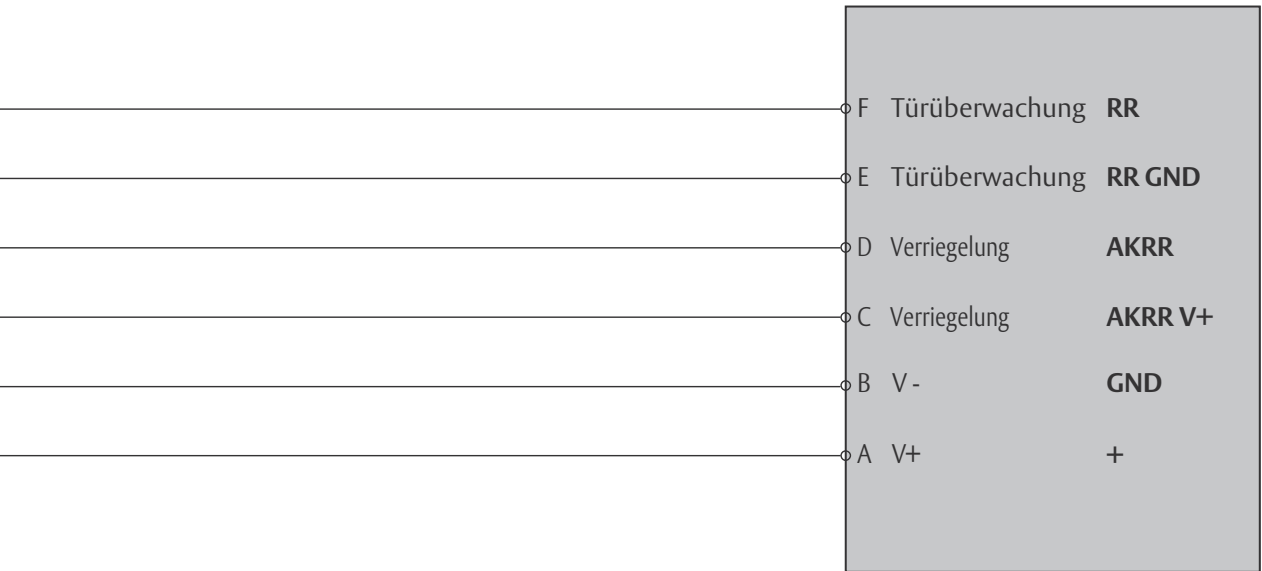 F Türüberwachung RR
E Türüberwachung RR GND
D Verriegelung AKRR
C Verriegelung AKRR V+
B V - GND
A V+ +